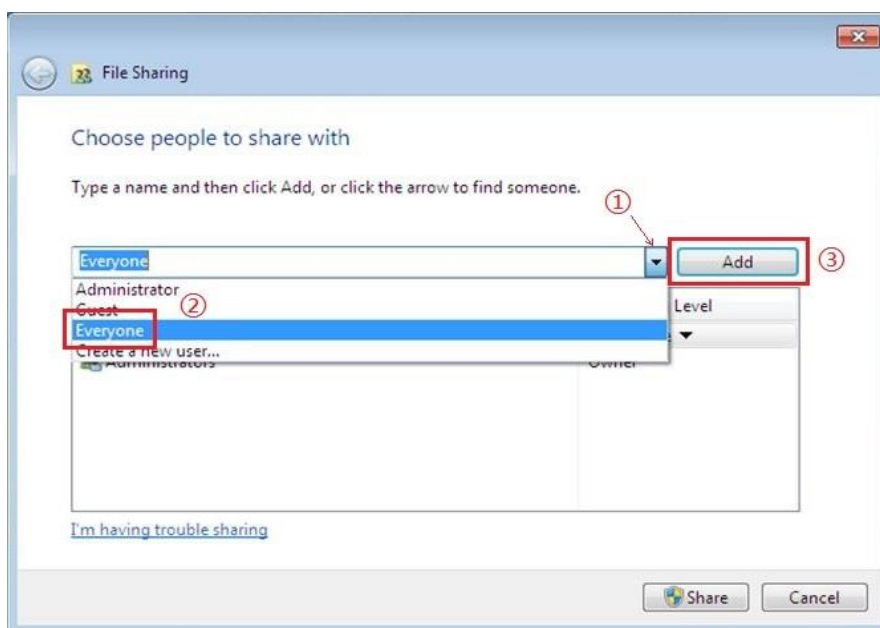 File Sharing
Choose people to share with
Type a name and then click Add, or click the arrow to find someone.
①
Everyone
Add
③
Administrator
②
Guest
Level
Everyone
Create a new user...
Administrators
Owner
I'm having trouble sharing
Share
Cancel